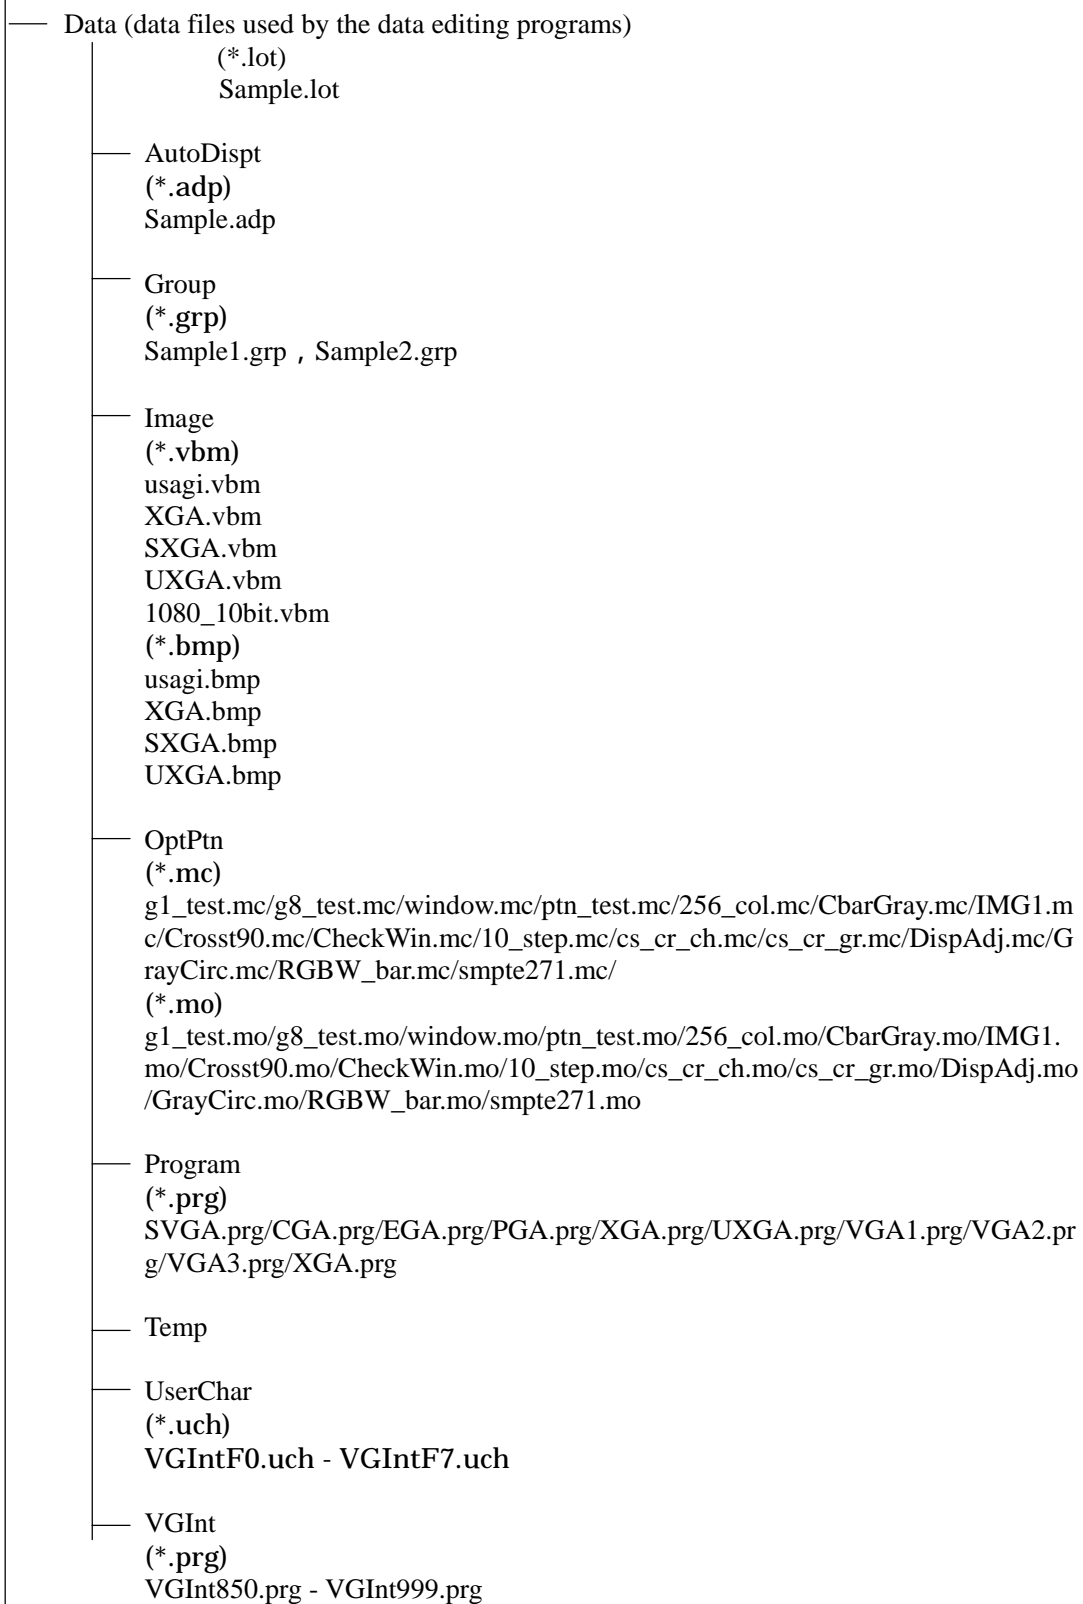 Data (data files used by the data editing programs)
(*.lot)
Sample.lot
AutoDispt
(*.adp)
Sample.adp
Group
(*.grp)
Sample1.grp , Sample2.grp
Image
(*.vbm)
usagi.vbm
XGA.vbm
SXGA.vbm
UXGA.vbm
1080_10bit.vbm
(*.bmp)
usagi.bmp
XGA.bmp
SXGA.bmp
UXGA.bmp
OptPtn
(*.mc)
g1_test.mc/g8_test.mc/window.mc/ptn_test.mc/256_col.mc/CbarGray.mc/IMG1.m
c/Crosst90.mc/CheckWin.mc/10_step.mc/cs_cr_ch.mc/cs_cr_gr.mc/DispAdj.mc/G
rayCirc.mc/RGBW_bar.mc/smpte271.mc/
(*.mo)
g1_test.mo/g8_test.mo/window.mo/ptn_test.mo/256_col.mo/CbarGray.mo/IMG1.
mo/Crosst90.mo/CheckWin.mo/10_step.mo/cs_cr_ch.mo/cs_cr_gr.mo/DispAdj.mo
/GrayCirc.mo/RGBW_bar.mo/smpte271.mo
Program
(*.prg)
SVGA.prg/CGA.prg/EGA.prg/PGA.prg/XGA.prg/UXGA.prg/VGA1.prg/VGA2.pr
g/VGA3.prg/XGA.prg
Temp
UserChar
(*.uch)
VGIntF0.uch - VGIntF7.uch
VGInt
(*.prg)
VGInt850.prg - VGInt999.prg